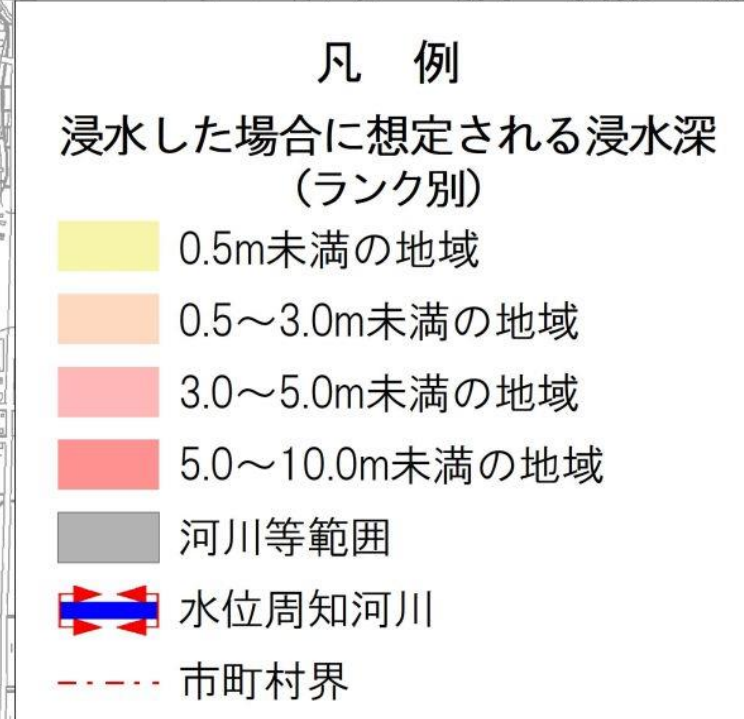 凡 例
浸水した場合に想定される浸水深
(ランク別)
0.5m未満の地域
0.5～3.0m未満の地域
3.0～5.0m未満の地域
5.0～10.0m未満の地域
河川等範囲
水位周知河川
市町村界